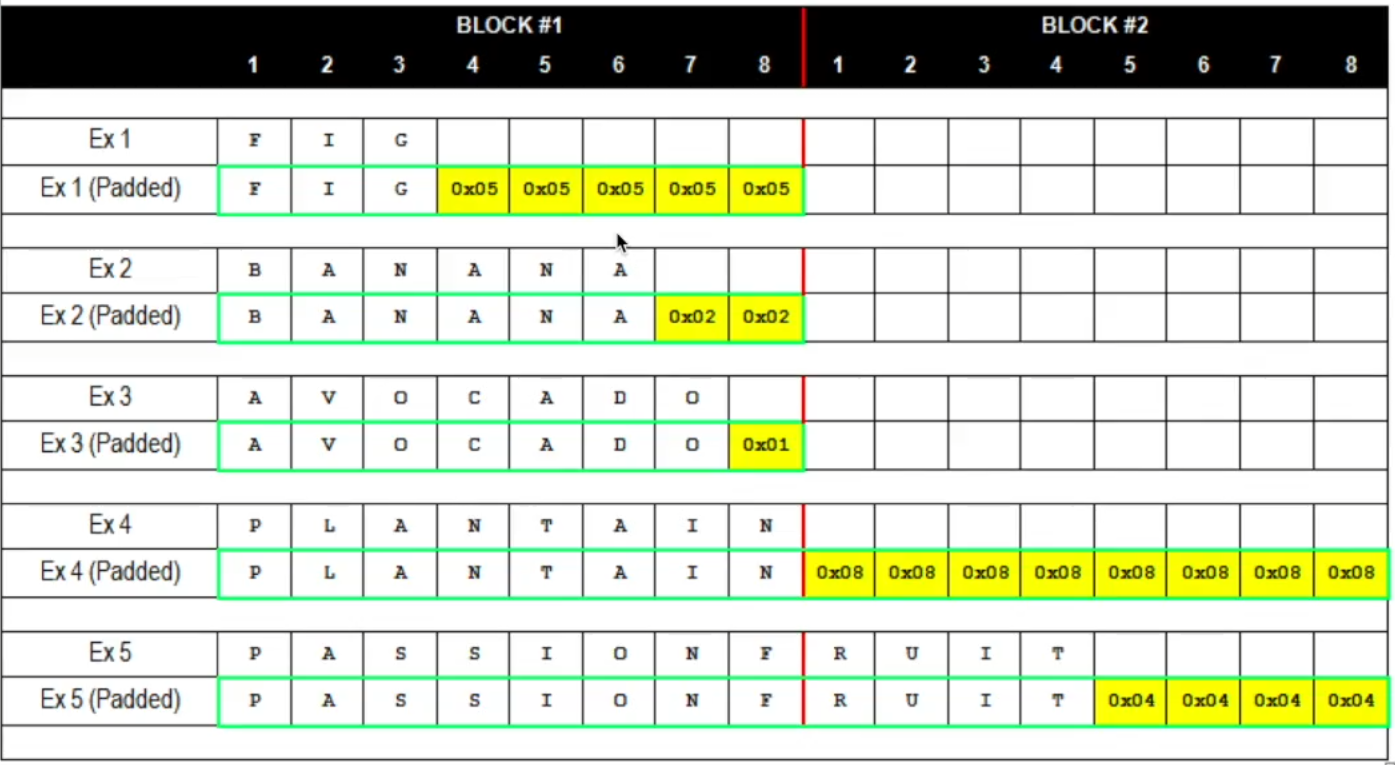 BLOCK #1 BLOCK #2
1 2 3 4 5 6 7 8 1 2 3 4 5 6 7 8
Ex 1 F I G
Ex 1 (Padded) F I G 0x05 0x05 0x05 0x05 0x05
Ex 2 B A N A N A
Ex 2 (Padded) B A N A N A 0x02 0x02
Ex 3 A V O C A D O
Ex 3 (Padded) A V O C A D O 0x01
Ex 4 P L A N T A I N
Ex 4 (Padded) P L A N T A I N 0x08 0x08 0x08 0x08 0x08 0x08 0x08 0x08
Ex 5 P A S S I O N F R U I T
Ex 5 (Padded) P A S S I O N F R U I T 0x04 0x04 0x04 0x04